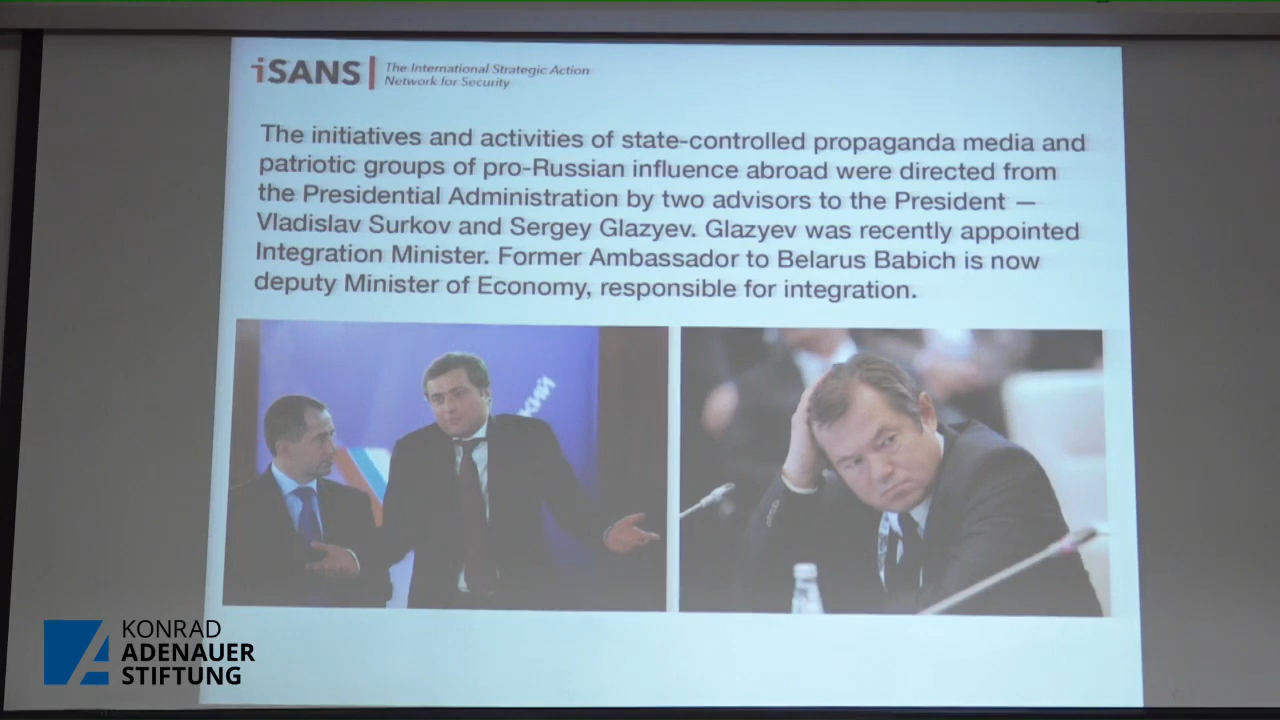 iSANS
The International Strategic Action
Network for Security
The initiatives and activities of state-controlled propaganda media and
patriotic groups of pro-Russian influence abroad were directed from
the Presidential Administration by two advisors to the President —
Vladislav Surkov and Sergey Glazyev. Glazyev was recently appointed
Integration Minister. Former Ambassador to Belarus Babich is now
deputy Minister of Economy, responsible for integration.
КИЙ
KONRAD
ADENAUER
STIFTUNG